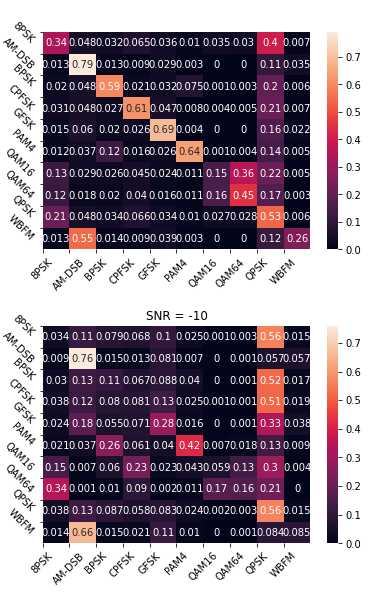 8PSK 0.34 0.048 0.032 0.065 0.036 0.01 0.035 0.03 0.4 0.007
AM-DSB 0.013 0.79 0.013 0.009 0.029 0.003 0 0 0.11 0.035
BPSK 0.02 0.048 0.59 0.021 0.032 0.075 0.001 0.003 0.2 0.006
CPFSK 0.031 0.048 0.027 0.61 0.047 0.008 0.004 0.005 0.21 0.007
GFSK 0.015 0.06 0.02 0.026 0.69 0.004 0 0 0.16 0.022
PAM4 0.012 0.037 0.12 0.016 0.026 0.64 0.001 0.004 0.14 0.005
QAM16 0.13 0.029 0.026 0.045 0.024 0.011 0.15 0.36 0.22 0.005
QAM64 0.12 0.018 0.02 0.04 0.016 0.011 0.16 0.45 0.17 0.003
QPSK 0.21 0.048 0.034 0.066 0.034 0.01 0.027 0.028 0.53 0.006
WBFM 0.013 0.55 0.014 0.009 0.039 0.003 0 0 0.12 0.26
8PSK AM-DSB BPSK CPFSK GFSK PAM4 QAM16 QAM64 QPSK WBFM
0.7
0.6
0.5
0.4
0.3
0.2
0.1
0.0
SNR = -10
8PSK 0.034 0.11 0.079 0.068 0.1 0.025 0.001 0.003 0.56 0.015
AM-DSB 0.009 0.76 0.015 0.013 0.081 0.007 0 0.001 0.057 0.057
BPSK 0.03 0.13 0.11 0.067 0.088 0.04 0 0.001 0.52 0.017
CPFSK 0.038 0.12 0.08 0.081 0.13 0.025 0.001 0.001 0.51 0.019
GFSK 0.024 0.18 0.055 0.071 0.28 0.016 0 0.001 0.33 0.038
PAM4 0.021 0.037 0.26 0.061 0.04 0.42 0.007 0.018 0.13 0.009
QAM16 0.15 0.007 0.06 0.23 0.023 0.043 0.059 0.13 0.3 0.004
QAM64 0.34 0.001 0.01 0.09 0.002 0.011 0.17 0.16 0.21 0
QPSK 0.038 0.13 0.087 0.058 0.083 0.024 0.002 0.003 0.56 0.015
WBFM 0.014 0.66 0.015 0.021 0.11 0.01 0 0.001 0.084 0.085
8PSK AM-DSB BPSK CPFSK GFSK PAM4 QAM16 QAM64 QPSK WBFM
0.7
0.6
0.5
0.4
0.3
0.2
0.1
0.0